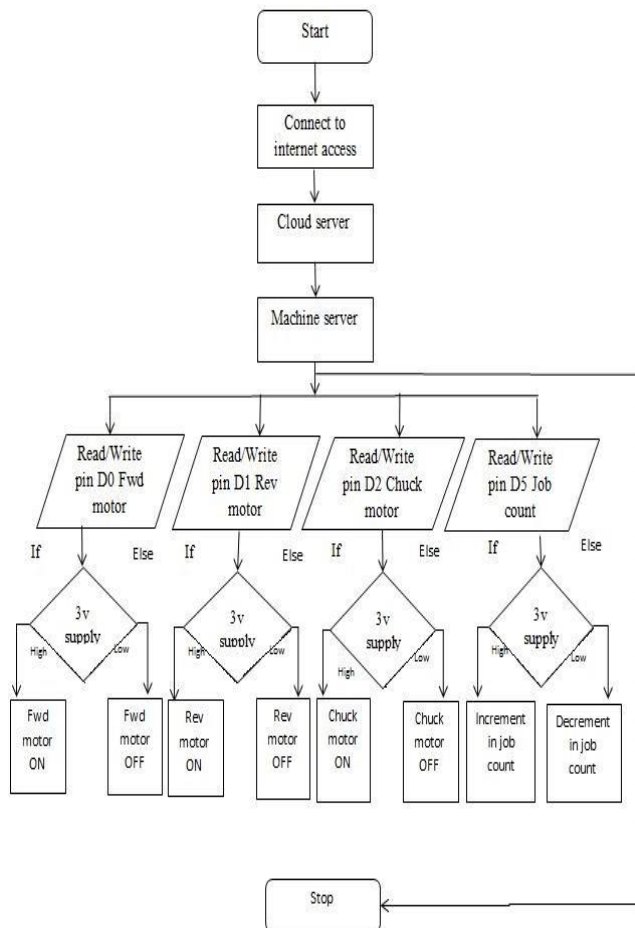 Start
Connect to
internet access
Cloud server
Machine server
Read/Write
pin D0 Fwd
motor
Read/Write
pin D1 Rev
motor
Read/Write
pin D2 Chuck
motor
Read/Write
pin D5 Job
count
If
Else
If
Else
If
Else
If
Else
3v
supply
High
Low
3v
supply
High
Low
3v
supply
High
Low
3v
supply
High
Low
Fwd
motor
ON
Fwd
motor
OFF
Rev
motor
ON
Rev
motor
OFF
Chuck
motor
ON
Chuck
motor
OFF
Increment
in job
count
Decrement
in job
count
Stop